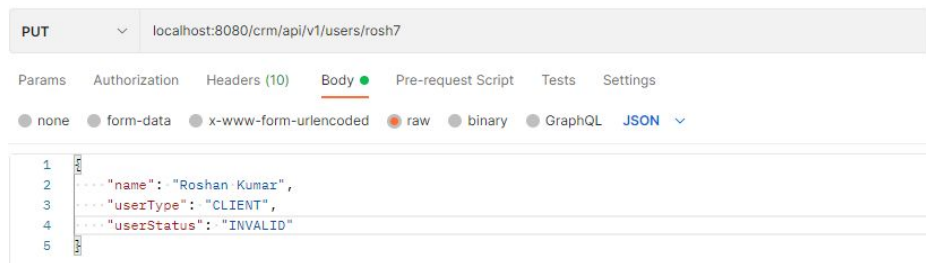 PUT localhost:8080/crm/api/v1/users/rosh7
Params Authorization Headers (10) Body Pre-request Script Tests Settings
none form-data x-www-form-urlencoded raw binary GraphQL JSON
1 {
2 "name": "Roshan Kumar",
3 "userType": "CLIENT",
4 "userStatus": "INVALID"
5 }